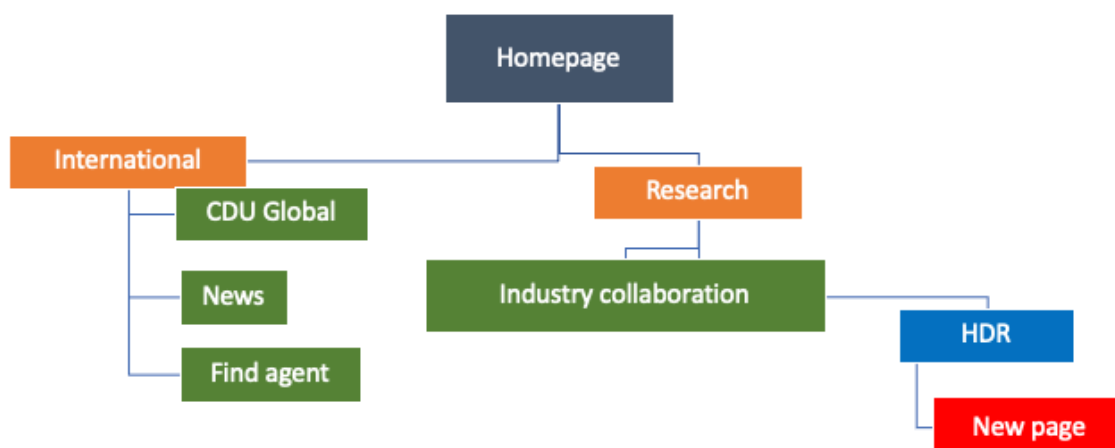 Homepage
International
Research
CDU Global
Industry collaboration
News
HDR
Find agent
New page